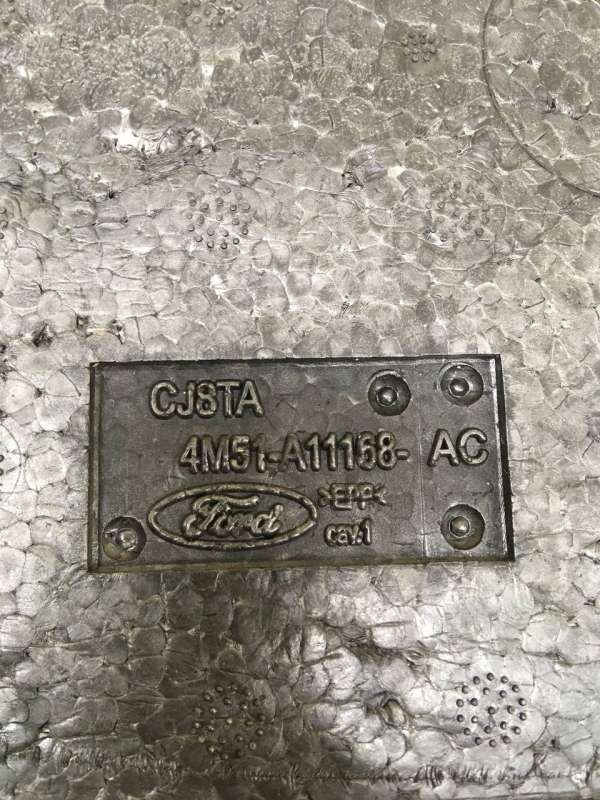 CJ8TA
4M51-A11168-AC
Ford
>EPP<
cav.1